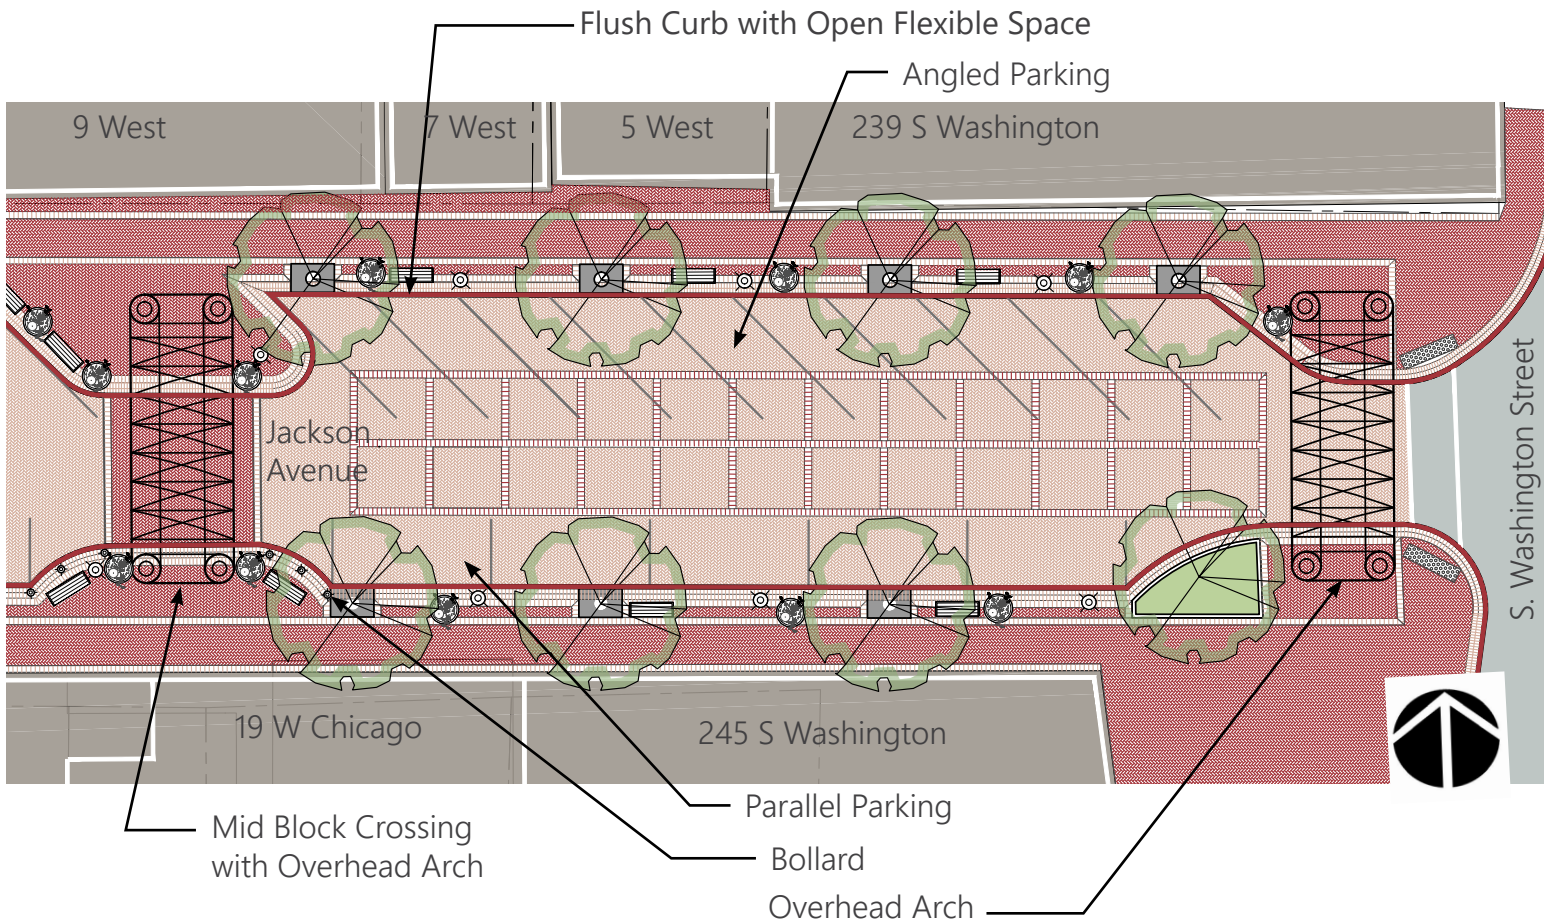 Flush Curb with Open Flexible Space
Angled Parking
9 West
7 West
5 West
239 S Washington
Jackson
Avenue
S. Washington Street
19 W Chicago
245 S Washington
Parallel Parking
Mid Block Crossing
with Overhead Arch
Bollard
Overhead Arch